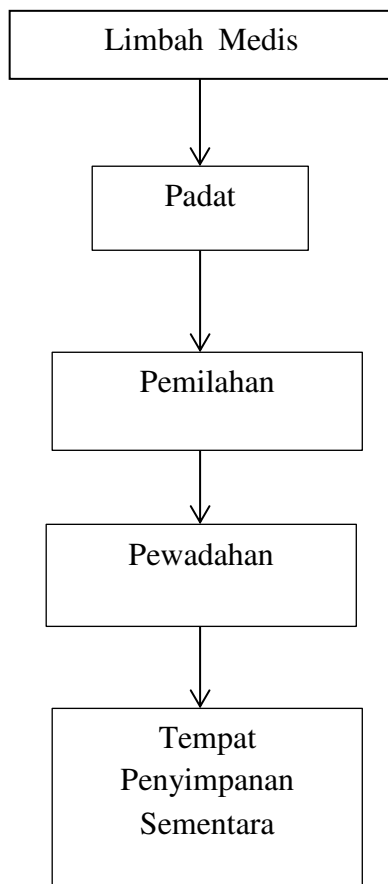 Limbah Medis
Padat
Pemilahan
Pewadahan
Tempat
Penyimpanan
Sementara